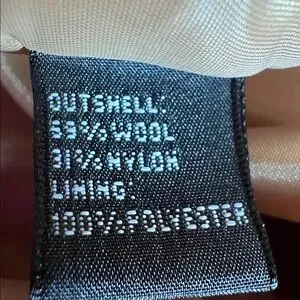 OUTSHELL:
69% WOOL
31% NYLON
LINING:
100% POLYESTER